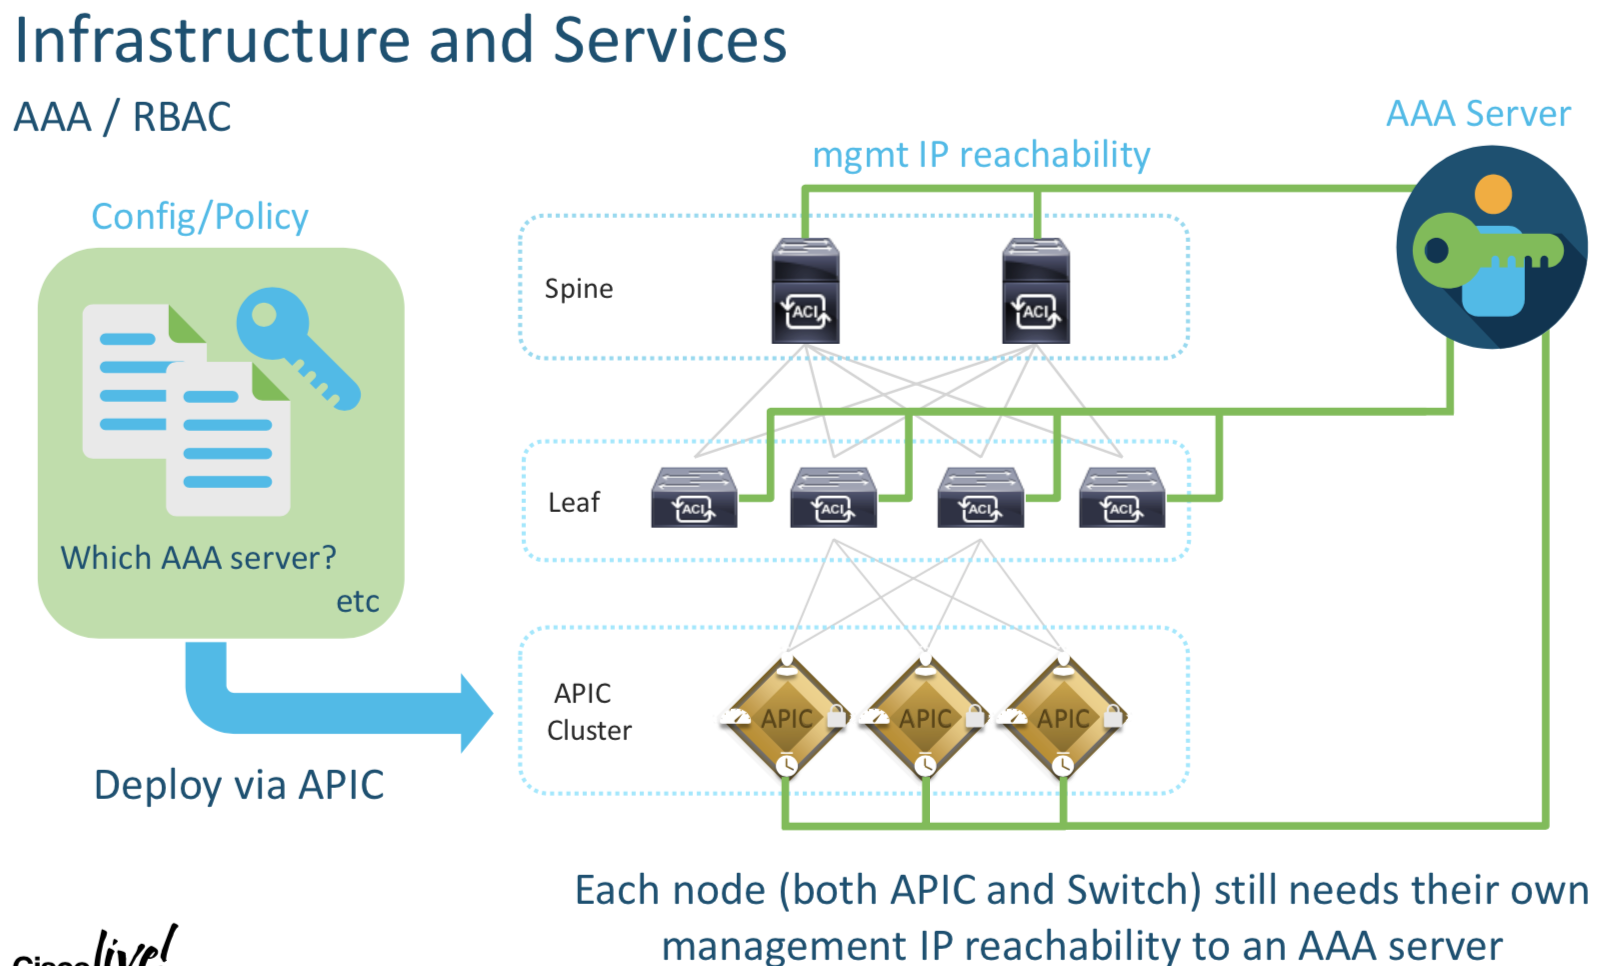 Infrastructure and Services
AAA / RBAC
AAA Server
mgmt IP reachability
Config/Policy
Spine
ACI
ACI
Leaf
ACI
ACI
ACI
ACI
Which AAA server?
etc
APIC
Cluster
APIC
APIC
APIC
Deploy via APIC
Each node (both APIC and Switch) still needs their own
management IP reachability to an AAA server
Cisco live!